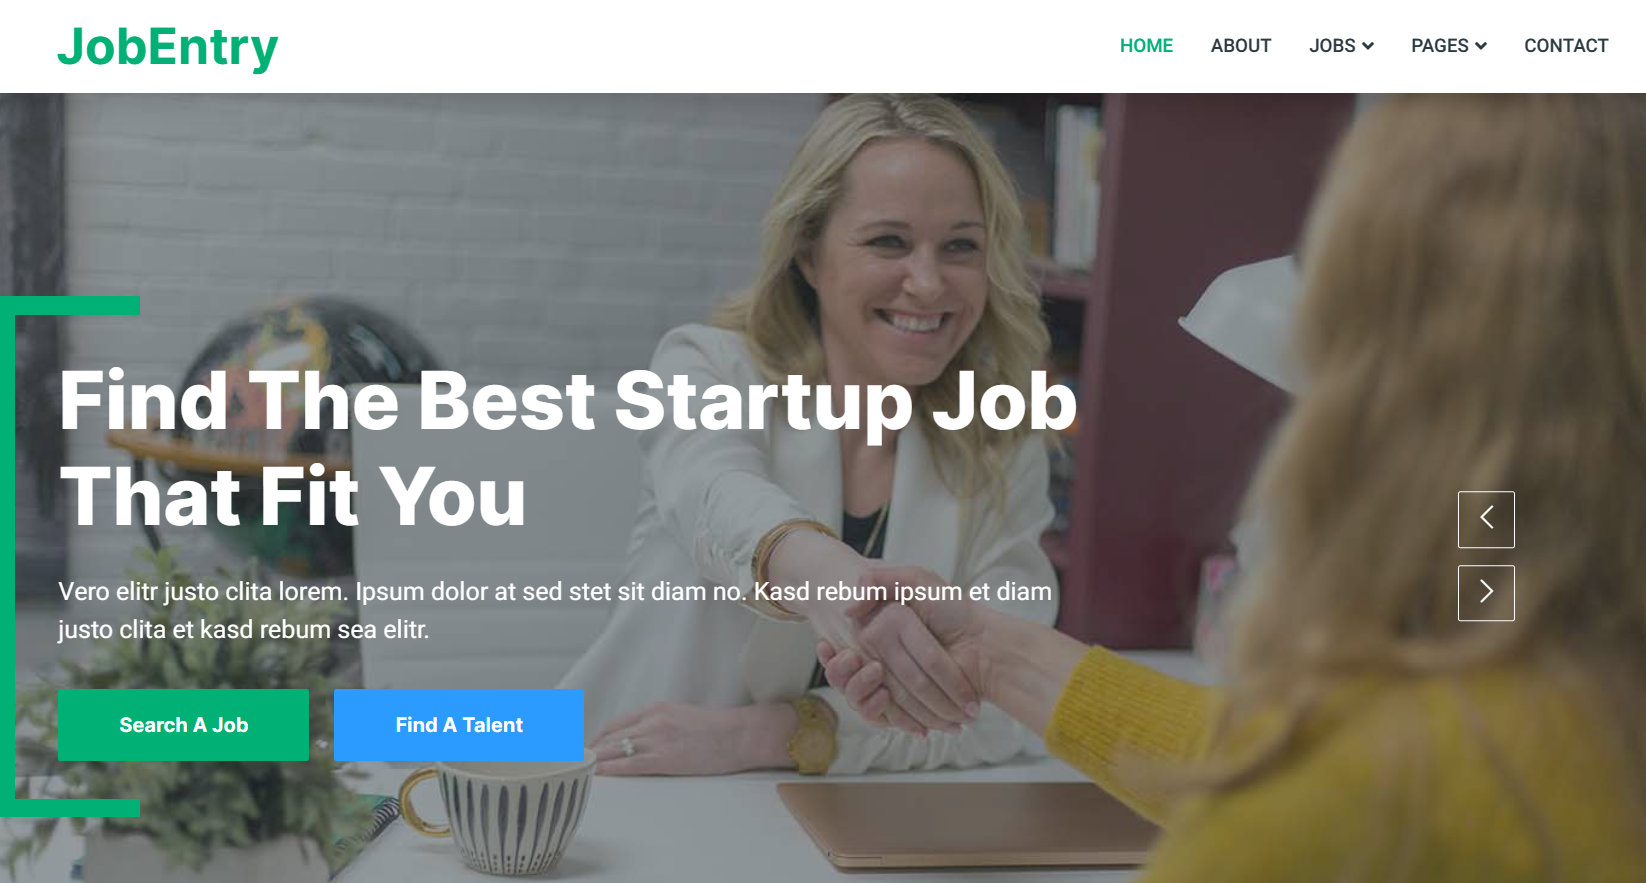 JobEntry
HOME ABOUT JOBS PAGES CONTACT
Find The Best Startup Job
That Fit You
Vero elitr justo clita lorem. Ipsum dolor at sed stet sit diam no. Kasd rebum ipsum et diam
justo clita et kasd rebum sea elitr.
Search A Job
Find A Talent